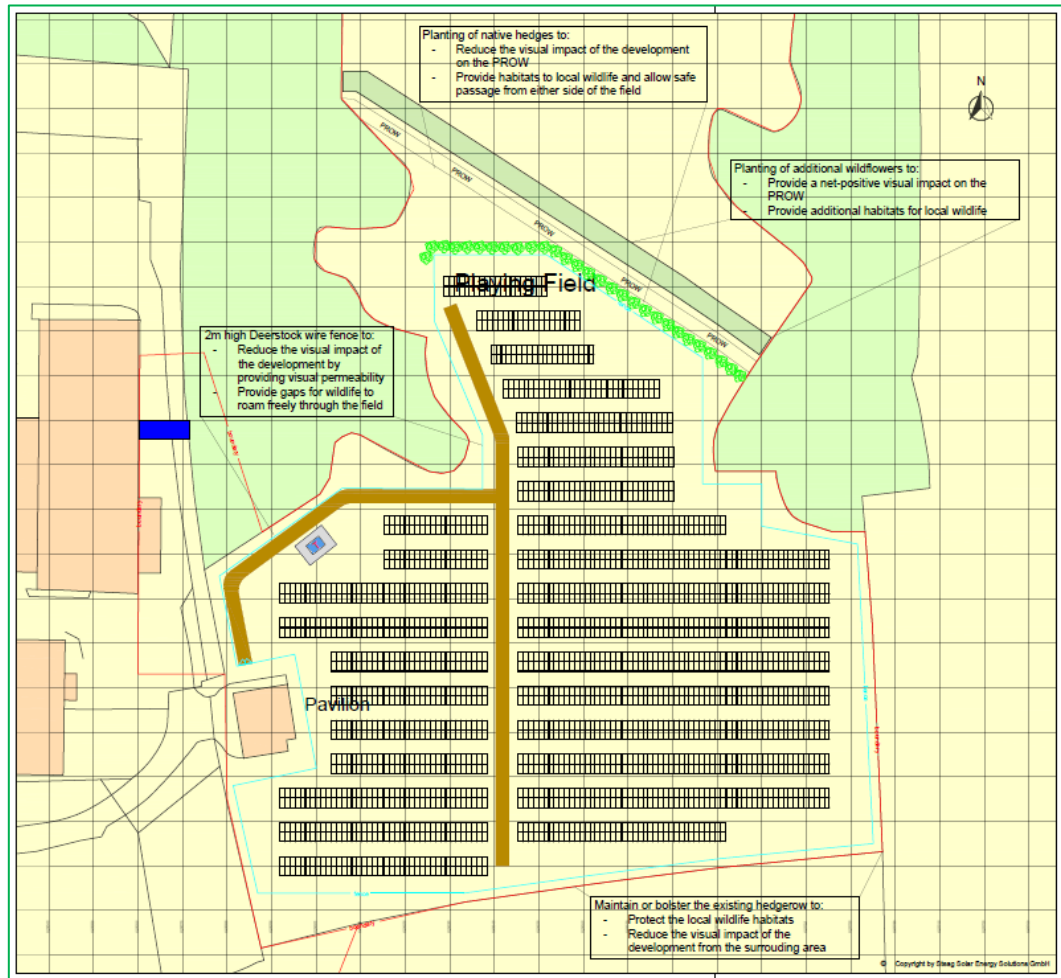 Planting of native hedges to:
- Reduce the visual impact of the development
on the PROW
- Provide habitats to local wildlife and allow safe
passage from either side of the field
N
PROW
PROW
Planting of additional wildflowers to:
- Provide a net-positive visual impact on the
PROW
- Provide additional habitats for local wildlife
PROW
PROW
Playing Field
PROW
2m high Deerstock wire fence to:
- Reduce the visual impact of
the development by
providing visual permeability
- Provide gaps for wildlife to
roam freely through the field
Pavilion
Maintain or bolster the existing hedgerow to:
- Protect the local wildlife habitats
- Reduce the visual impact of the
development from the surrouding area
© Copyright by Steag Solar Energy Solutions GmbH